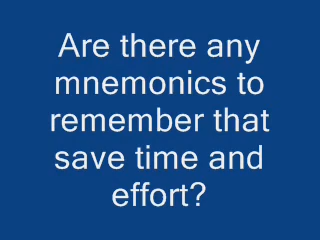 Are there any
mnemonics to
remember that
save time and
effort?